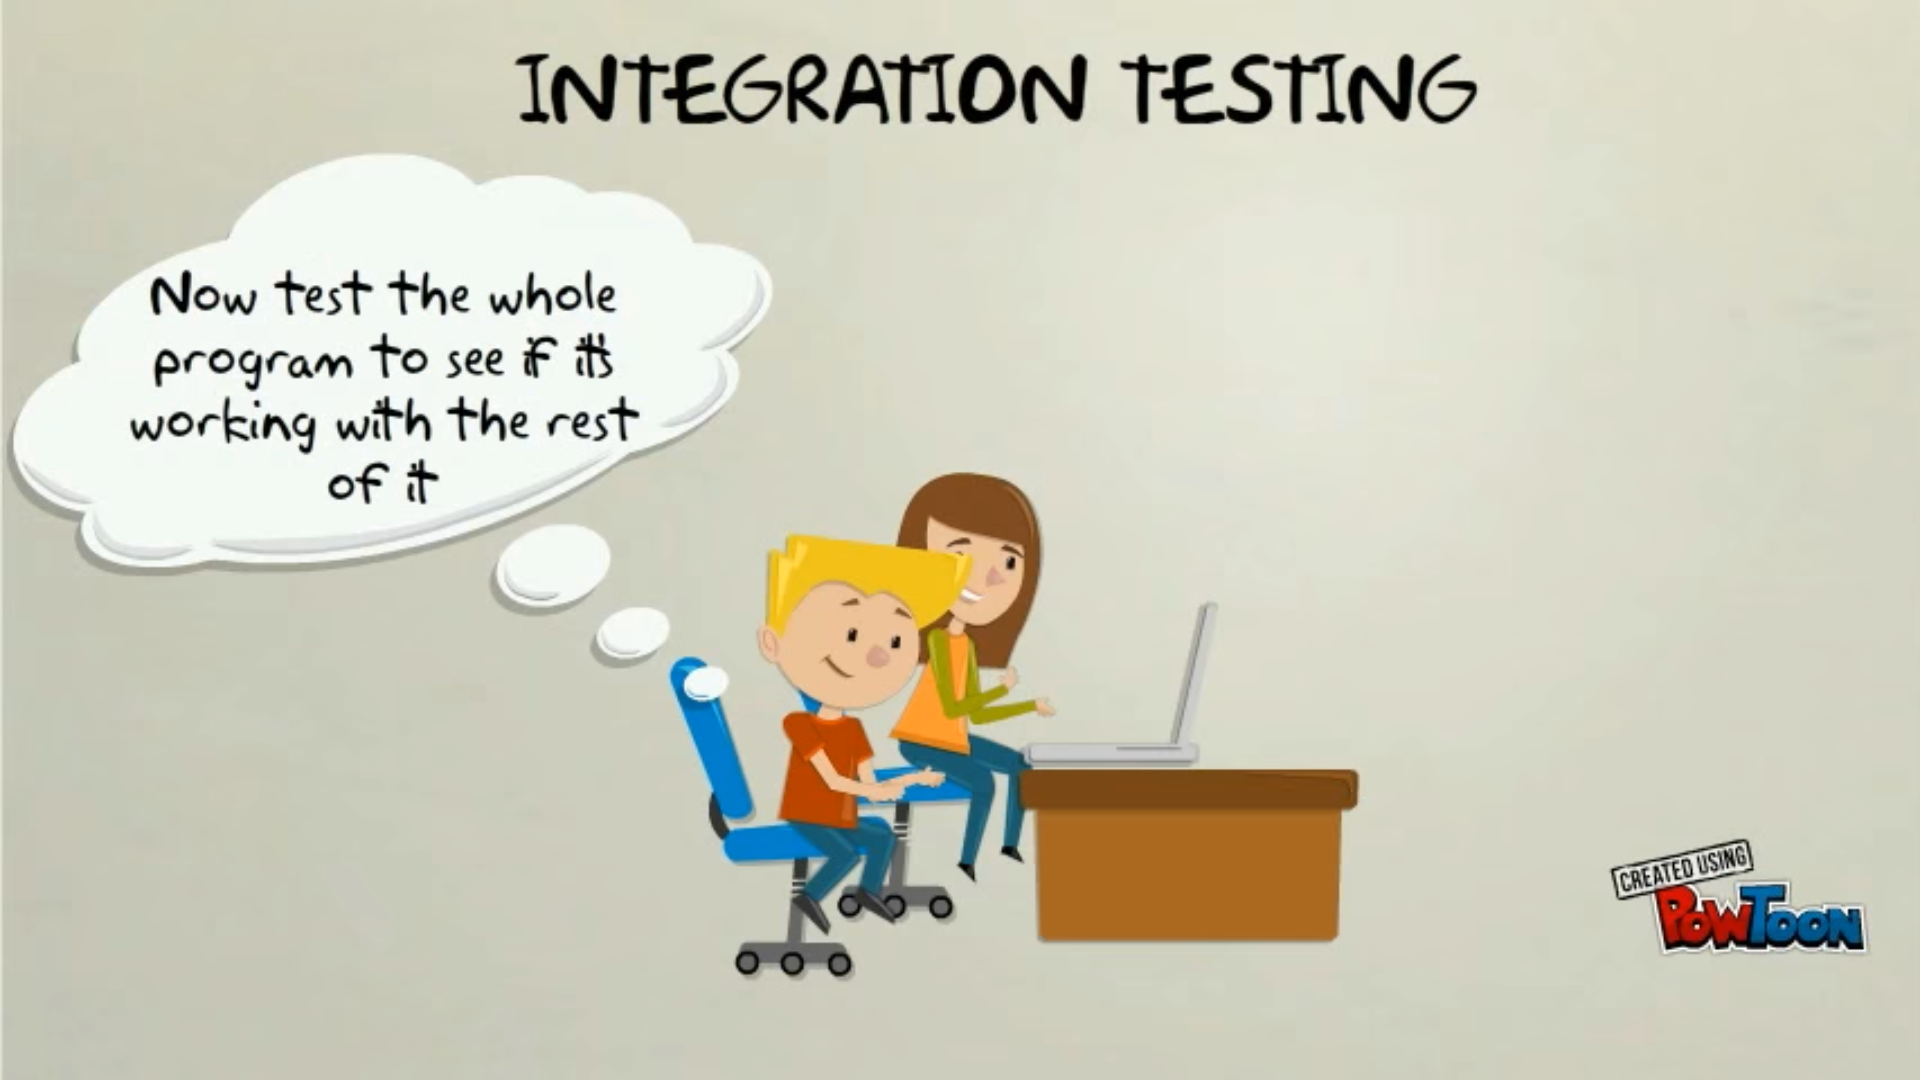 INTEGRATION TESTING
Now test the whole
program to see if it's
working with the rest
of it
CREATED USING
POWTOON